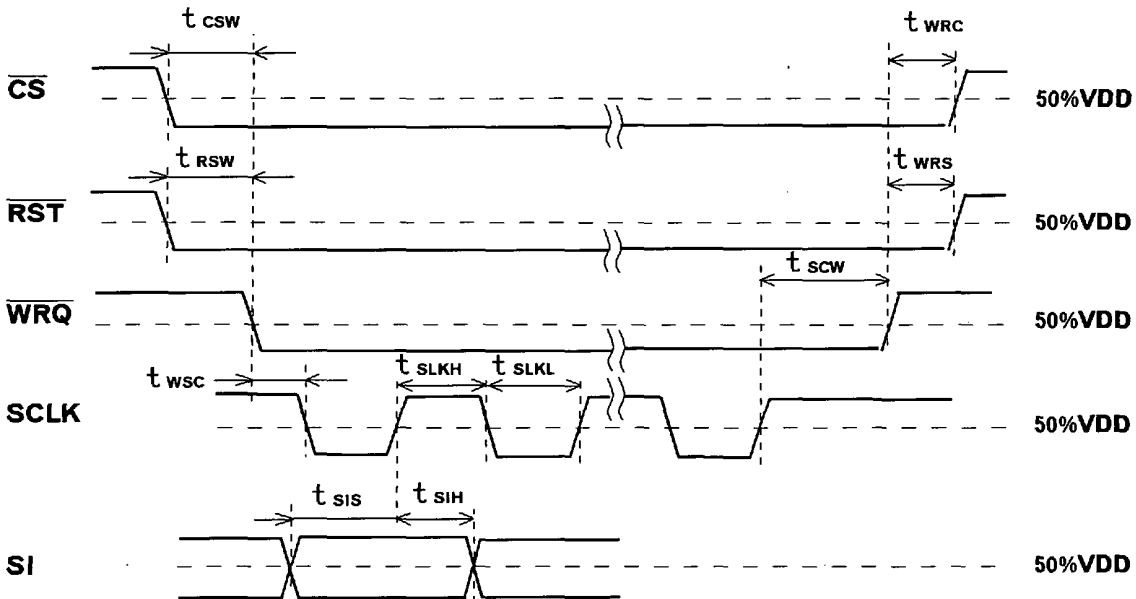 t CSW
t WRC
CS
50%VDD
t RSW
t WRS
RST
50%VDD
t SCW
WRQ
50%VDD
t WSC
t SLKH
t SLKL
SCLK
50%VDD
t SIS
t SIH
SI
50%VDD